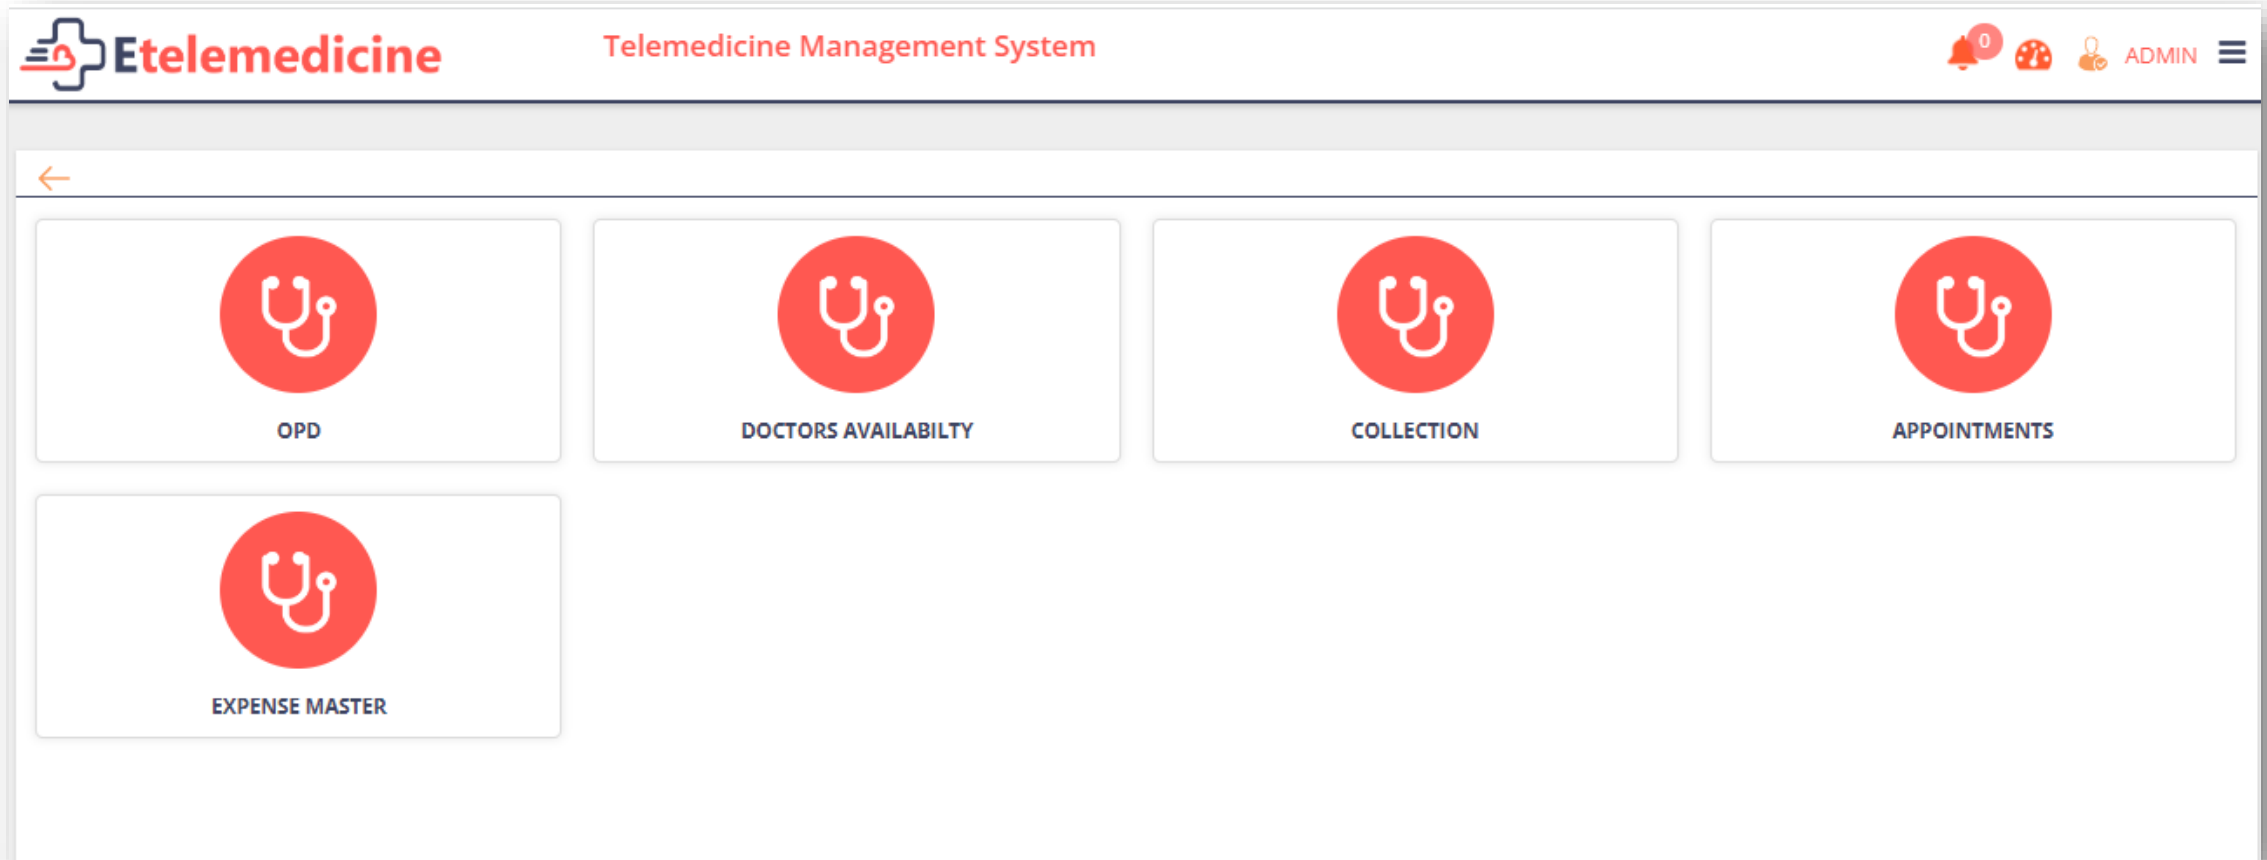 Etelemedicine
Telemedicine Management System
0
ADMIN
OPD
DOCTORS AVAILABILTY
COLLECTION
APPOINTMENTS
EXPENSE MASTER